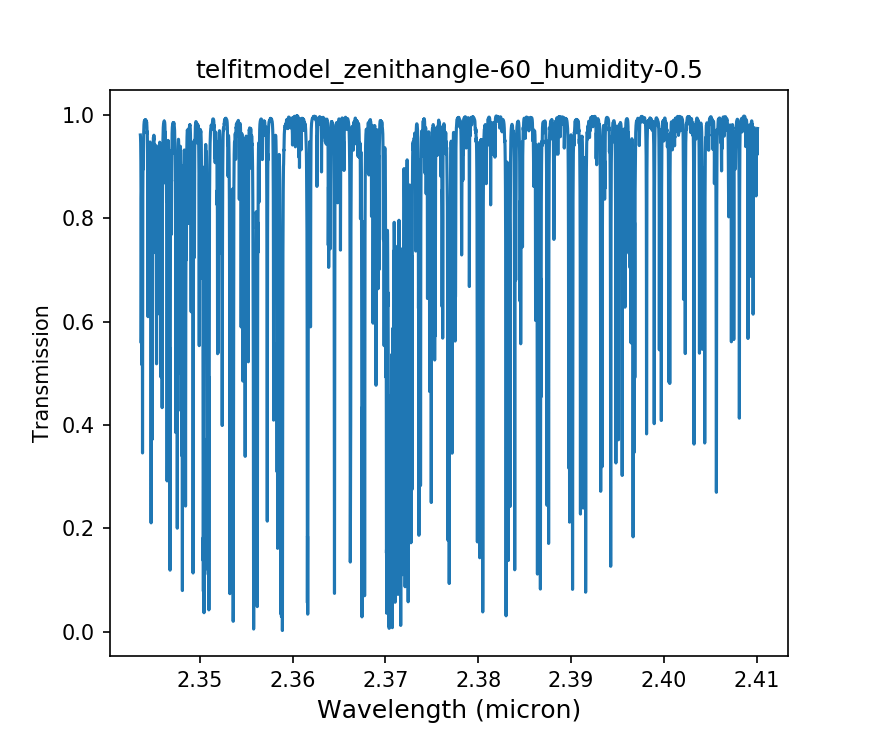 telfitmodel_zenithangle-60_humidity-0.5
1.0
0.8
0.6
0.4
0.2
0.0
Transmission
2.35 2.36 2.37 2.38 2.39 2.40 2.41
Wavelength (micron)